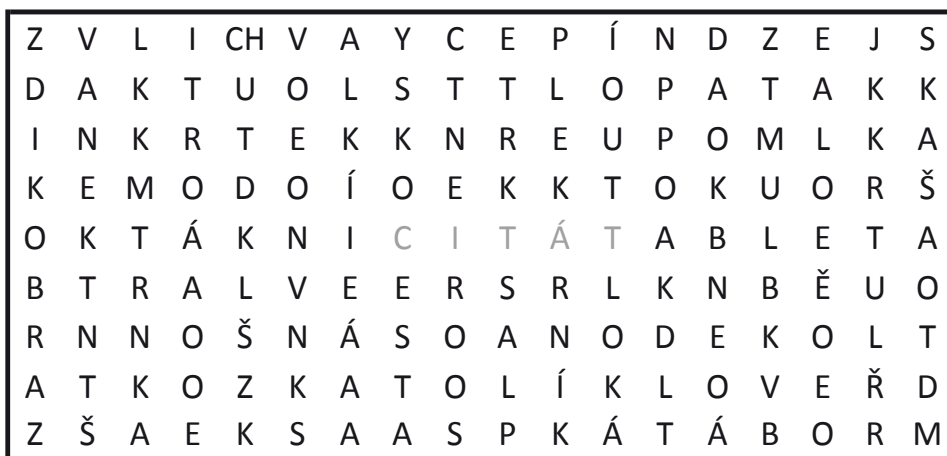 Z V L I CH V A Y C E P Í N D Z E J S
D A K T U O L S T T L O P A T A K K
I N K R T E K K N R E U P O M L K A
K E M O D O Í O E K K T O K U O R Š
O K T Á K N I C I T Á T A B L E T A
B T R A L V E E R S R L K N B Ě U O
R N N O Š N Á S O A N O D E K O L T
A T K O Z K A T O L Í K L O V E Ř D
Z Š A E K S A A S P K Á T Á B O R M